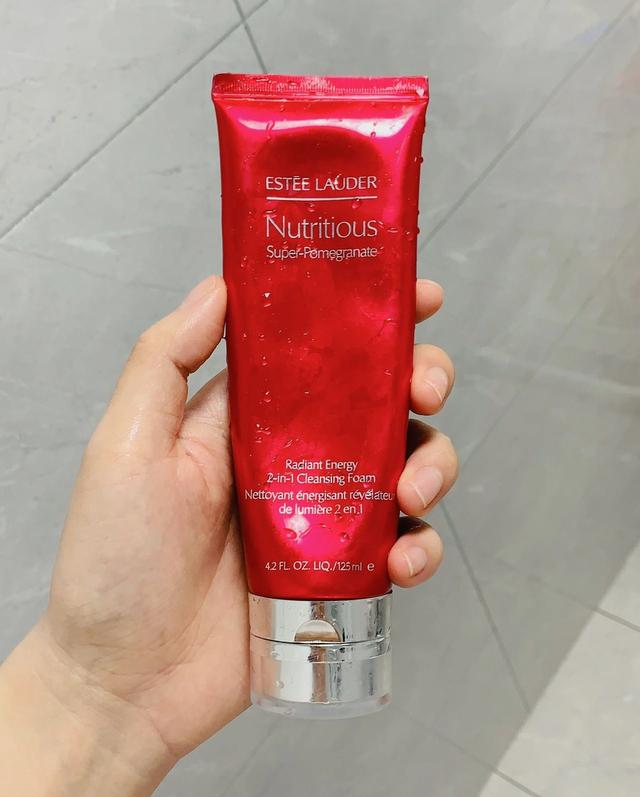 ESTĒE LAUDER
Nutritious
Super-Pomegranate
Radiant Energy
2-in-1 Cleansing Foam
Nettoyant énergisant révélateur
de lumière 2 en 1
4.2 FL. OZ. LIQ./125 ml ℮